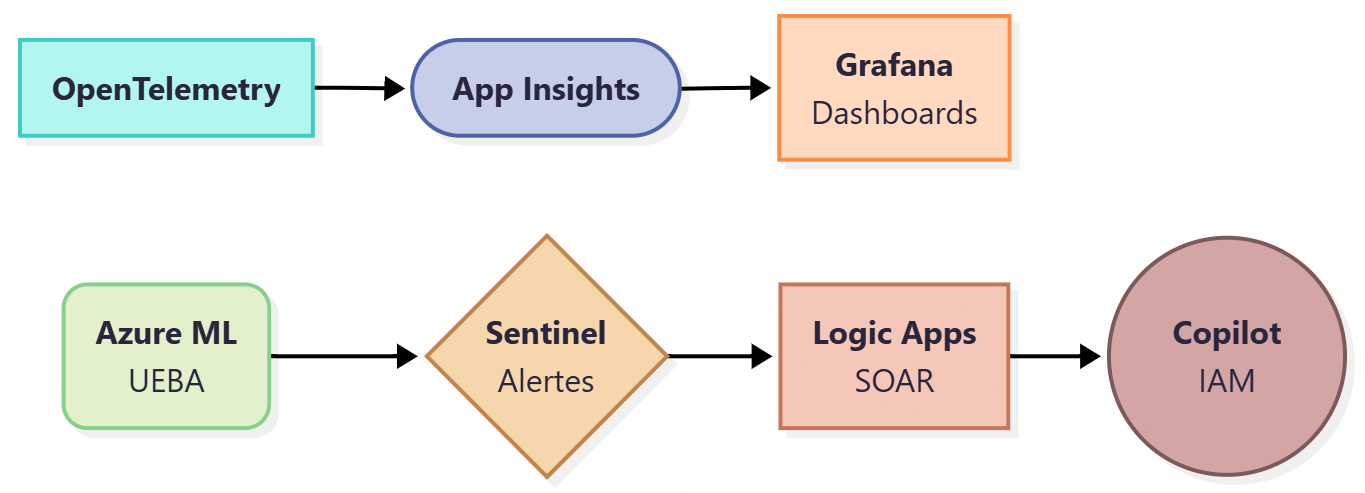 OpenTelemetry
App Insights
Grafana
Dashboards
Azure ML
UEBA
Sentinel
Alertes
Logic Apps
SOAR
Copilot
IAM